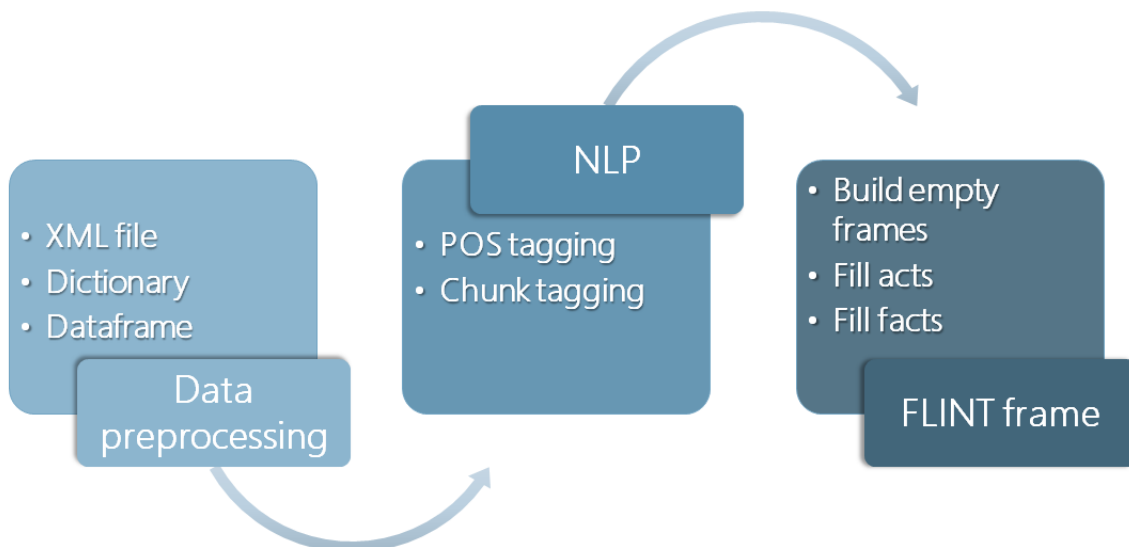 • XML file
• Dictionary
• Dataframe
Data
preprocessing
NLP
• POS tagging
• Chunk tagging
• Build empty
frames
• Fill acts
• Fill facts
FLINT frame